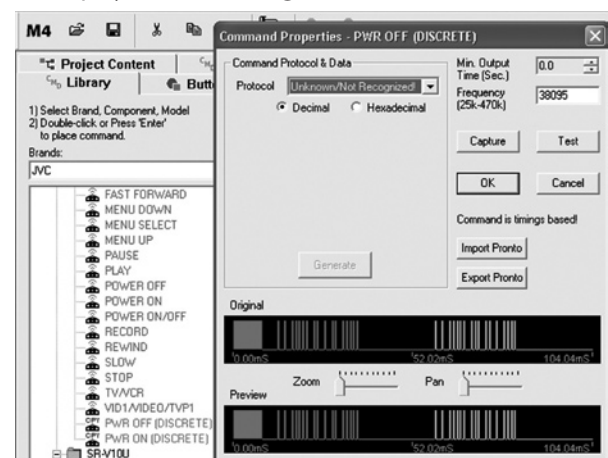 M4
Command Properties - PWR OFF (DISCRETE)
Project Content
Library
1) Select Brand, Component, Model
2) Double-click or Press 'Enter'
to place command.
Brands:
JVC
FAST FORWARD
MENU DOWN
MENU SELECT
MENU UP
PAUSE
PLAY
POWER OFF
POWER ON
POWER ON/OFF
RECORD
REWIND
SLOW
STOP
TV/VCR
VID1/VIDEO/TVP1
PWR OFF (DISCRETE)
PWR ON (DISCRETE)
SR-V10U
Command Protocol & Data
Protocol Unknown/Not Recognized!
Decimal Hexadecimal
Generate
Min. Output
Time (Sec.)
0.0
Frequency
(25k-470k)
38095
Capture Test
OK Cancel
Command is timings based!
Import Pronto
Export Pronto
Original
0.00mS 52.02mS 104.04mS
Zoom Pan
Preview
0.00mS 52.02mS 104.04mS